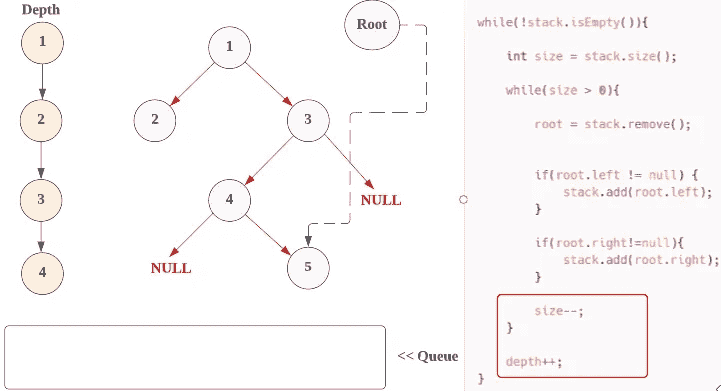 Depth
1
2
3
4
Root
1
2
3
4
NULL
NULL
5
<< Queue
while(!stack.isEmpty()){
int size = stack.size();
while(size > 0){
root = stack.remove();
if(root.left != null) {
stack.add(root.left);
}
if(root.right!=null){
stack.add(root.right);
}
size--;
}
depth++;
}